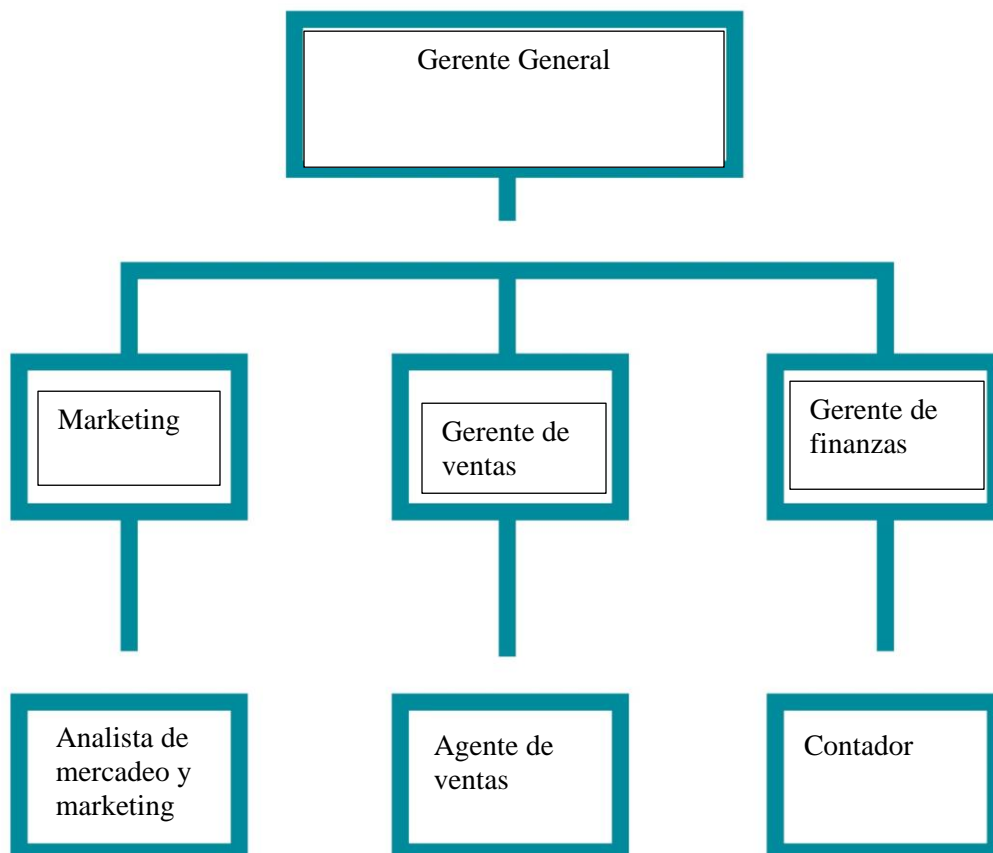 Gerente General
Marketing
Gerente de
ventas
Gerente de
finanzas
Analista de
mercadeo y
marketing
Agente de
ventas
Contador